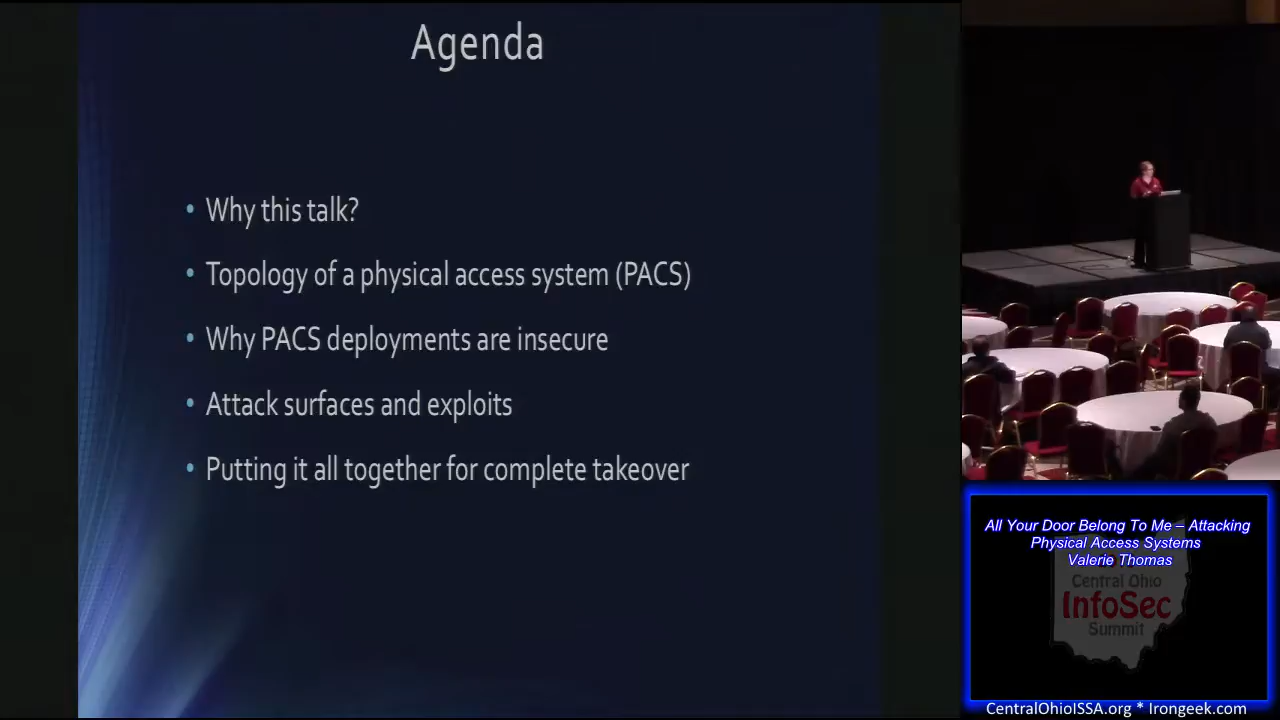 Agenda
• Why this talk?
• Topology of a physical access system (PACS)
• Why PACS deployments are insecure
• Attack surfaces and exploits
• Putting it all together for complete takeover
All Your Door Belong To Me – Attacking
Physical Access Systems
Valerie Thomas
Central Ohio
InfoSec
Summit
CentralOhioISSA.org * Irongeek.com